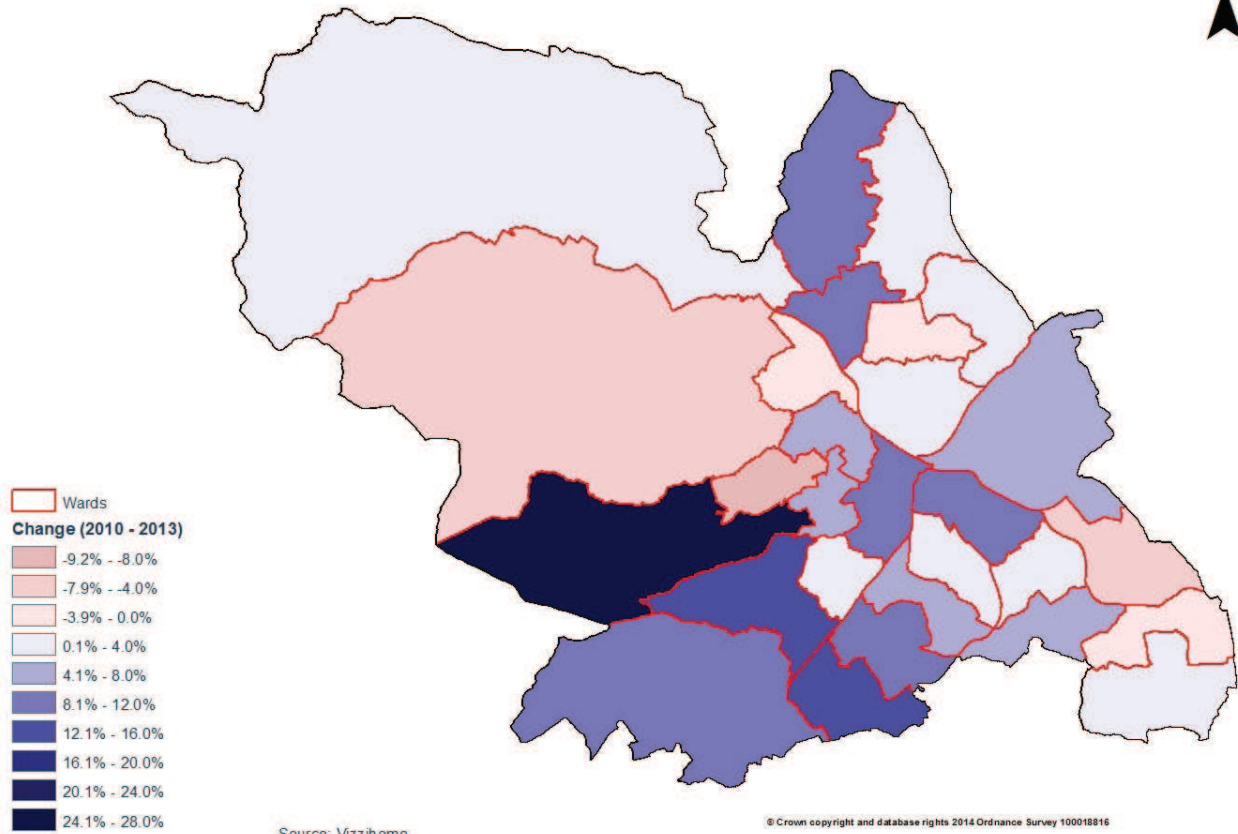 Wards
Change (2010 - 2013)
-9.2% - -8.0%
-7.9% - -4.0%
-3.9% - 0.0%
0.1% - 4.0%
4.1% - 8.0%
8.1% - 12.0%
12.1% - 16.0%
16.1% - 20.0%
20.1% - 24.0%
24.1% - 28.0%
Source: Vizzihome
© Crown copyright and database rights 2014 Ordnance Survey 100018816